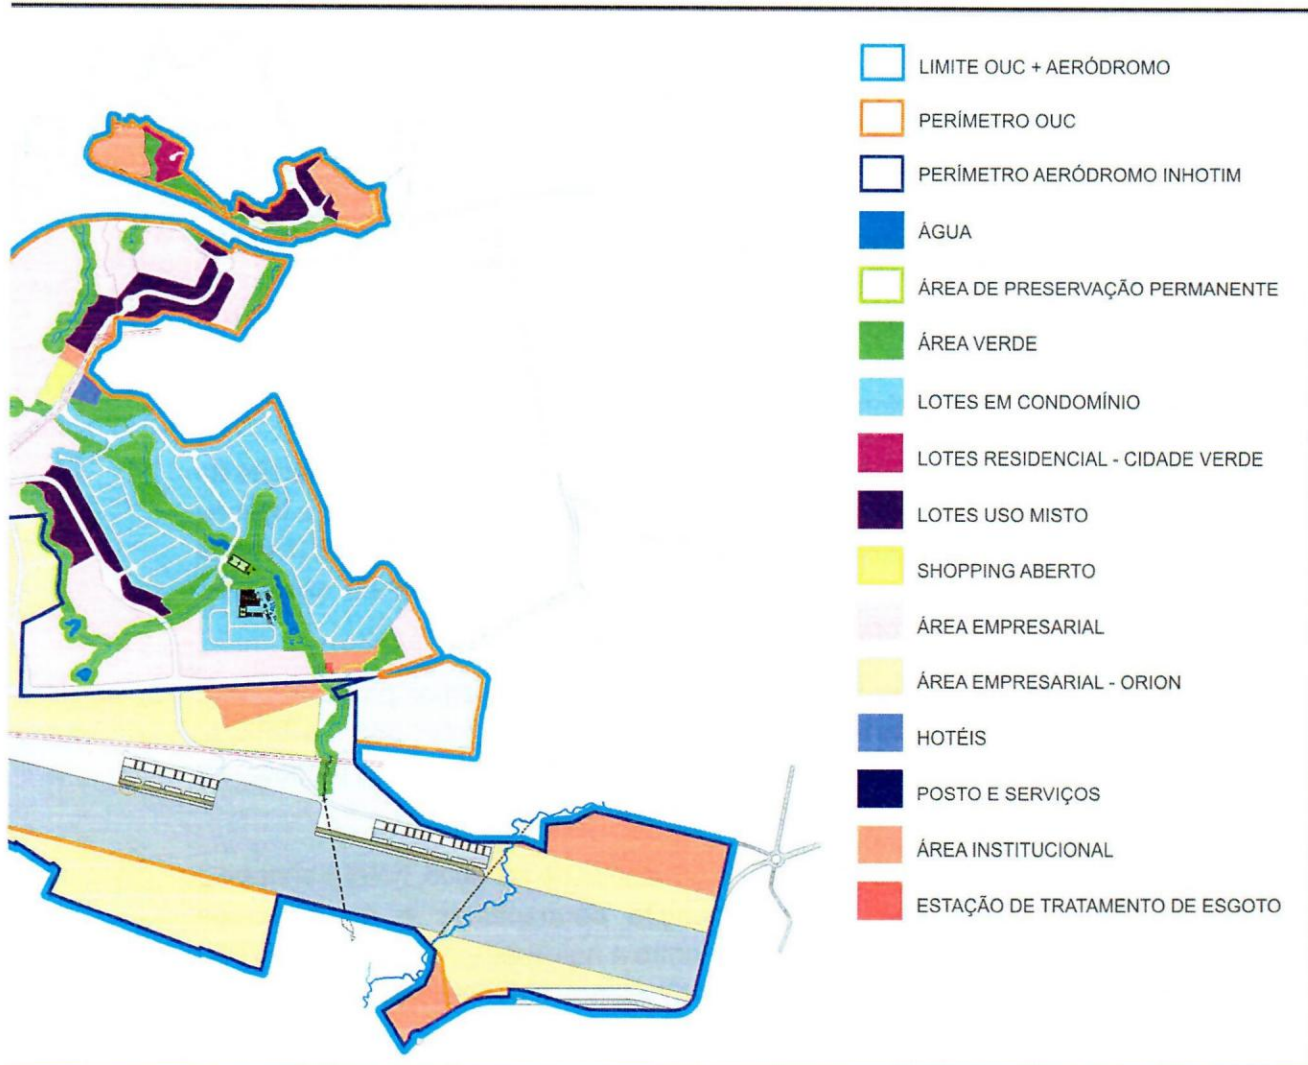 LIMITE OUC + AERÓDROMO
PERÍMETRO OUC
PERÍMETRO AERÓDROMO INHOTIM
ÁGUA
ÁREA DE PRESERVAÇÃO PERMANENTE
ÁREA VERDE
LOTES EM CONDOMÍNIO
LOTES RESIDENCIAL - CIDADE VERDE
LOTES USO MISTO
SHOPPING ABERTO
ÁREA EMPRESARIAL
ÁREA EMPRESARIAL - ORION
HOTÉIS
POSTO E SERVIÇOS
ÁREA INSTITUCIONAL
ESTAÇÃO DE TRATAMENTO DE ESGOTO